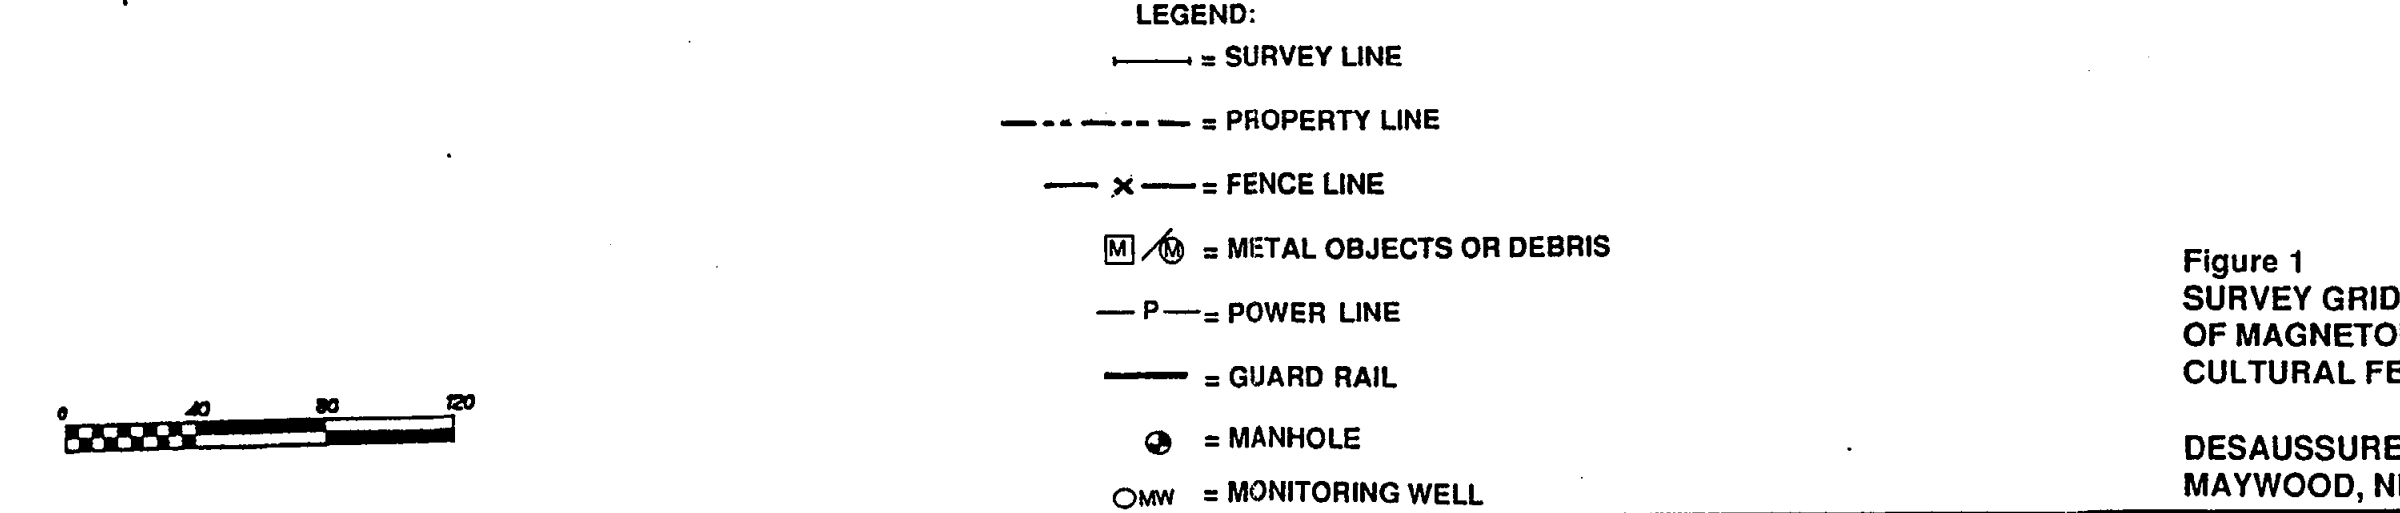 LEGEND:
= SURVEY LINE
= PROPERTY LINE
X = FENCE LINE
M / M = METAL OBJECTS OR DEBRIS
P = POWER LINE
= GUARD RAIL
= MANHOLE
MW = MONITORING WELL
0 40 80 120
Figure 1
SURVEY GRID
OF MAGNETO
CULTURAL FE
DESAUSSURE
MAYWOOD, N